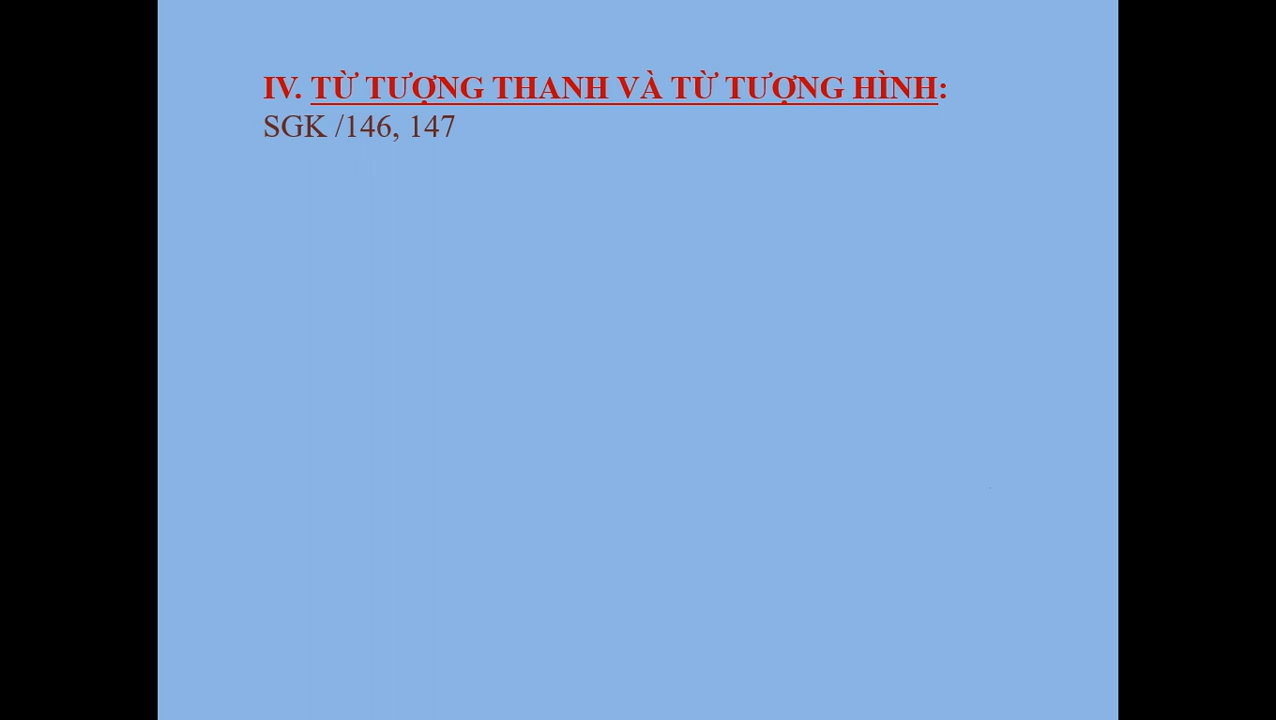 IV. TỪ TƯỢNG THANH VÀ TỪ TƯỢNG HÌNH:
SGK /146, 147